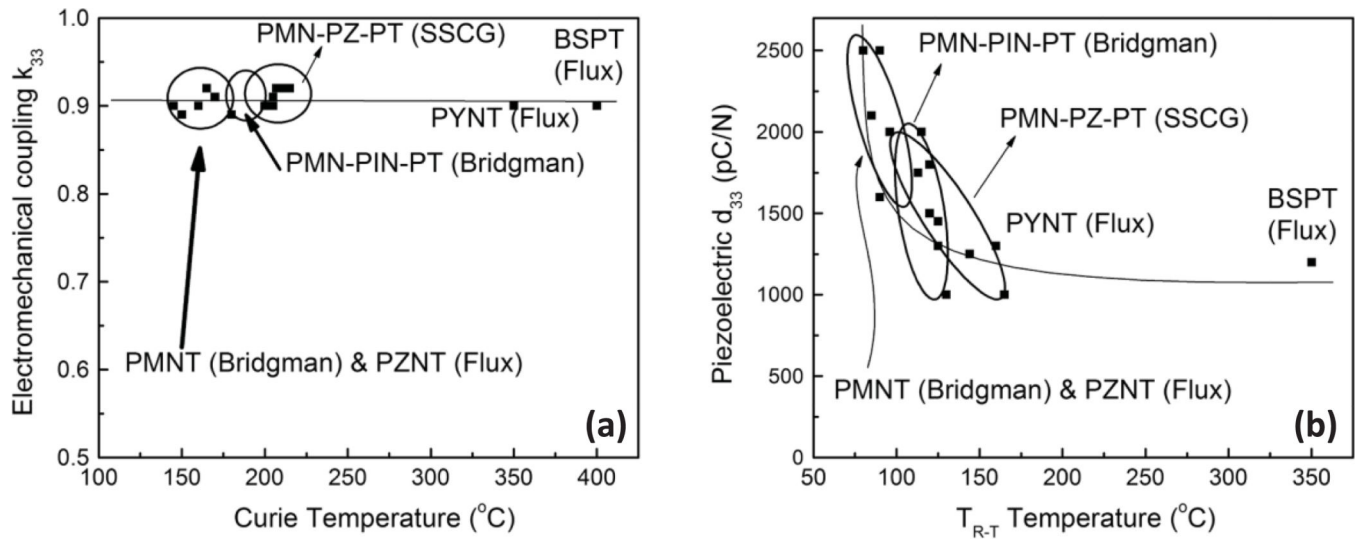 1.0
0.9
0.8
0.7
0.6
0.5
Electromechanical coupling k33
100 150 200 250 300 350 400 450
Curie Temperature (oC)
PMN-PZ-PT (SSCG)
BSPT
(Flux)
PYNT (Flux)
PMN-PIN-PT (Bridgman)
PMNT (Bridgman) & PZNT (Flux)
(a)
2500
2000
1500
1000
500
0
Piezoelectric d33 (pC/N)
50 100 150 200 250 300 350
TR-T Temperature (oC)
PMN-PIN-PT (Bridgman)
PMN-PZ-PT (SSCG)
PYNT (Flux)
BSPT
(Flux)
PMNT (Bridgman) & PZNT (Flux)
(b)